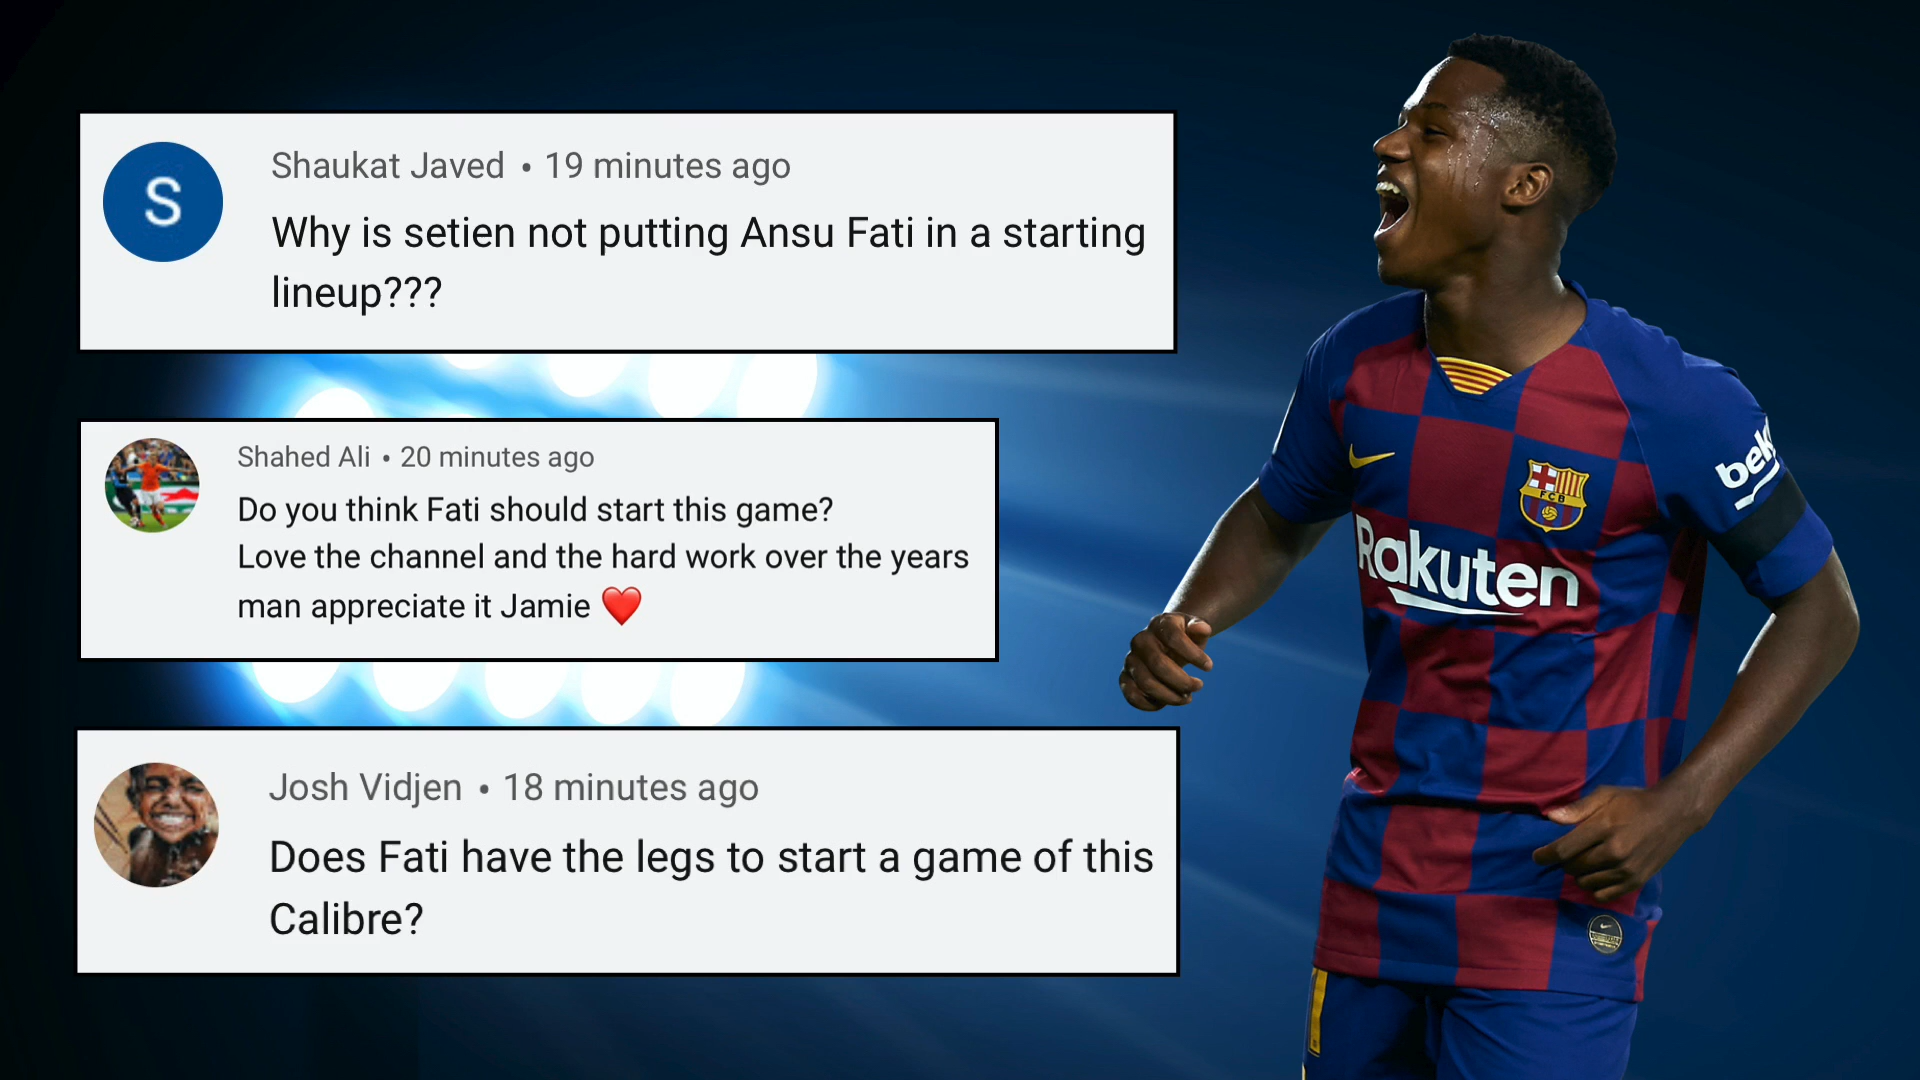 S
Shaukat Javed • 19 minutes ago
Why is setien not putting Ansu Fati in a starting
lineup???
Shahed Ali • 20 minutes ago
Do you think Fati should start this game?
Love the channel and the hard work over the years
man appreciate it Jamie ❤️
Josh Vidjen • 18 minutes ago
Does Fati have the legs to start a game of this
Calibre?
FCB
beko
Rakuten